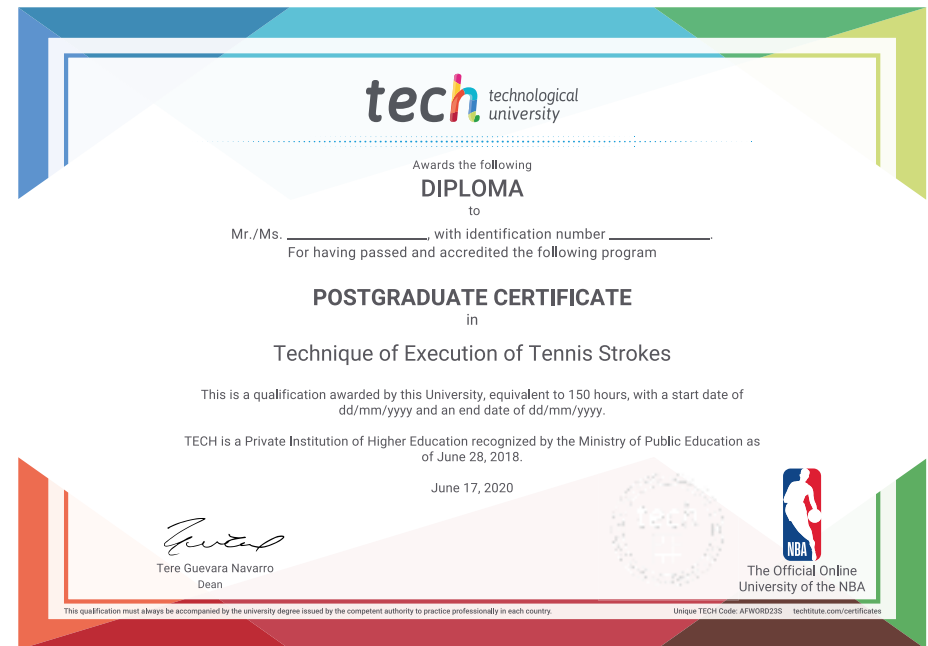 tech technological
university
Awards the following
DIPLOMA
to
Mr./Ms. ____________________, with identification number ______________.
For having passed and accredited the following program
POSTGRADUATE CERTIFICATE
in
Technique of Execution of Tennis Strokes
This is a qualification awarded by this University, equivalent to 150 hours, with a start date of
dd/mm/yyyy and an end date of dd/mm/yyyy.
TECH is a Private Institution of Higher Education recognized by the Ministry of Public Education as
of June 28, 2018.
June 17, 2020
Tere Guevara Navarro
Dean
NBA
The Official Online
University of the NBA
This qualification must always be accompanied by the university degree issued by the competent authority to practice professionally in each country.
Unique TECH Code: AFWORD23S techtitute.com/certificates